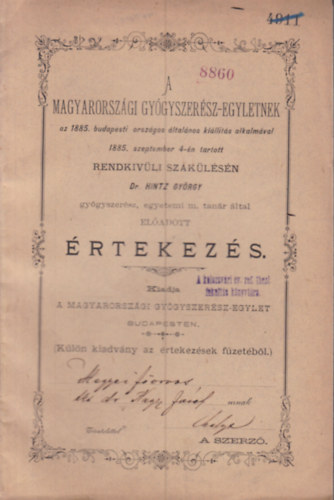 4911
8860
A
MAGYARORSZÁGI GYÓGYSZERÉSZ-EGYLETNEK
az 1885. budapesti országos általános kiállítás alkalmával
1885. szeptember 4-én tartott
RENDKIVÜLI SZAKÜLÉSÉN
Dr. HINTZ GYÖRGY
gyógyszerész, egyetemi m. tanár által
ELŐADOTT
ÉRTEKEZÉS.
Kiadja
A MAGYARORSZÁGI GYÓGYSZERÉSZ-EGYLET
BUDAPESTEN.
(Külön kiadvány az értekezések füzetéből.)
A SZERZŐ.